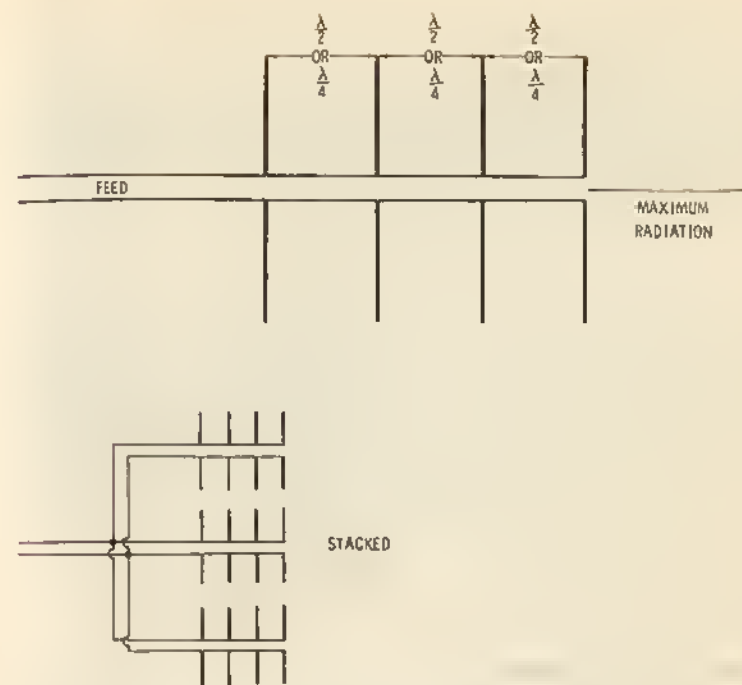 λ/2 λ/2 λ/2
OR OR OR
λ/4 λ/4 λ/4
FEED
MAXIMUM
RADIATION
STACKED